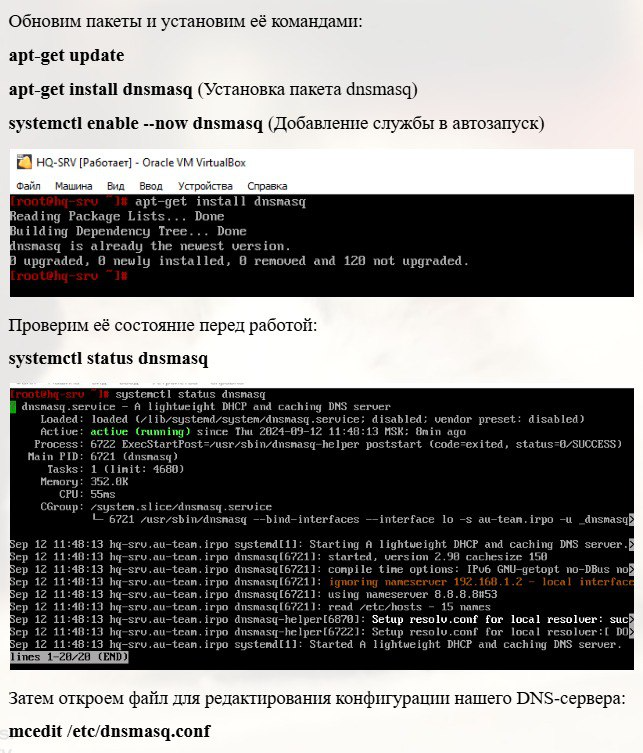 Обновим пакеты и установим её командами:
apt-get update
apt-get install dnsmasq (Установка пакета dnsmasq)
systemctl enable --now dnsmasq (Добавление службы в автозапуск)
HQ-SRV [Работает] - Oracle VM VirtualBox
Файл Машина Вид Ввод Устройства Справка
[root@hq-srv ~]# apt-get install dnsmasq
Reading Package Lists... Done
Building Dependency Tree... Done
dnsmasq is already the newest version.
0 upgraded, 0 newly installed, 0 removed and 120 not upgraded.
[root@hq-srv ~]#
Проверим её состояние перед работой:
systemctl status dnsmasq
[root@hq-srv ~]# systemctl status dnsmasq
dnsmasq.service - A lightweight DHCP and caching DNS server
Loaded: loaded (/lib/systemd/system/dnsmasq.service; disabled; vendor preset: disabled)
Active: active (running) since Thu 2024-09-12 11:48:13 MSK; 8min ago
Process: 6722 ExecStartPost=/usr/sbin/dnsmasq-helper poststart (code=exited, status=0/SUCCESS)
Main PID: 6721 (dnsmasq)
Tasks: 1 (limit: 4680)
Memory: 352.0K
CPU: 55ms
CGroup: /system.slice/dnsmasq.service
└─ 6721 /usr/sbin/dnsmasq --bind-interfaces --interface lo -s au-team.irpo -u _dnsmasq>
Sep 12 11:48:13 hq-srv.au-team.irpo systemd[1]: Starting A lightweight DHCP and caching DNS server.>
Sep 12 11:48:13 hq-srv.au-team.irpo dnsmasq[6721]: started, version 2.90 cachesize 150
Sep 12 11:48:13 hq-srv.au-team.irpo dnsmasq[6721]: compile time options: IPv6 GNU-getopt no-DBus no>
Sep 12 11:48:13 hq-srv.au-team.irpo dnsmasq[6721]: ignoring nameserver 192.168.1.2 - local interface
Sep 12 11:48:13 hq-srv.au-team.irpo dnsmasq[6721]: using nameserver 8.8.8.8#53
Sep 12 11:48:13 hq-srv.au-team.irpo dnsmasq[6721]: read /etc/hosts - 15 names
Sep 12 11:48:13 hq-srv.au-team.irpo dnsmasq-helper[6870]: Setup resolv.conf for local resolver: suc>
Sep 12 11:48:13 hq-srv.au-team.irpo dnsmasq-helper[6722]: Setup resolv.conf for local resolver:[ DO>
Sep 12 11:48:13 hq-srv.au-team.irpo systemd[1]: Started A lightweight DHCP and caching DNS server.
lines 1-20/20 (END)
Затем откроем файл для редактирования конфигурации нашего DNS-сервера:
mcedit /etc/dnsmasq.conf